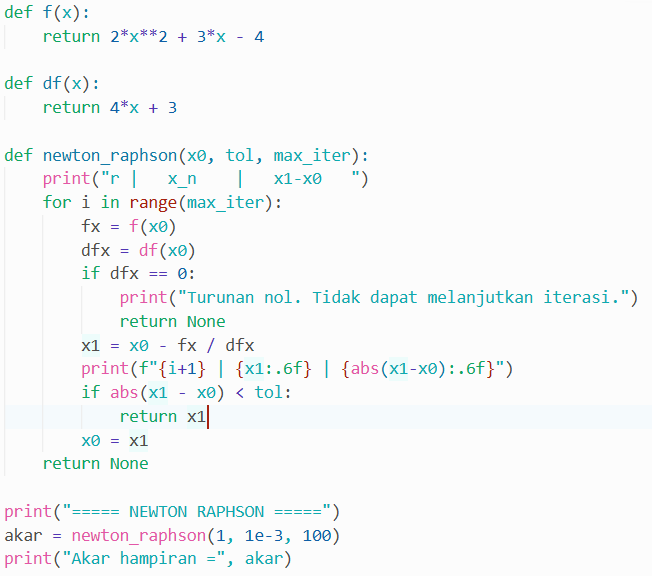 def f(x):
    return 2*x**2 + 3*x - 4

def df(x):
    return 4*x + 3

def newton_raphson(x0, tol, max_iter):
    print("r |   x_n    |   x1-x0   ")
    for i in range(max_iter):
        fx = f(x0)
        dfx = df(x0)
        if dfx == 0:
            print("Turunan nol. Tidak dapat melanjutkan iterasi.")
            return None
        x1 = x0 - fx / dfx
        print(f"{i+1} | {x1:.6f} | {abs(x1-x0):.6f}")
        if abs(x1 - x0) < tol:
            return x1
        x0 = x1
    return None

print("===== NEWTON RAPHSON =====")
akar = newton_raphson(1, 1e-3, 100)
print("Akar hampiran =", akar)